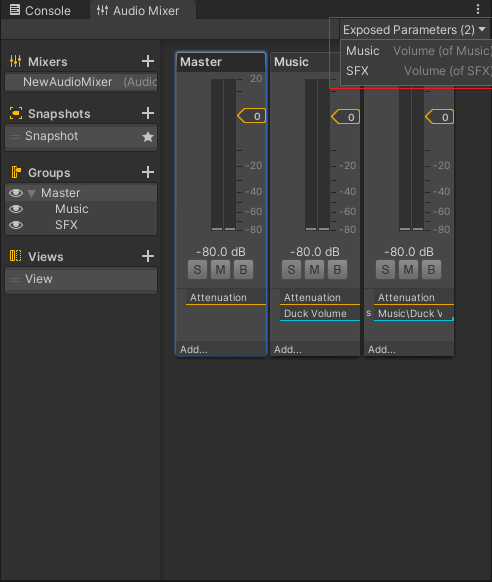 Console
Audio Mixer
Exposed Parameters (2)
Music Volume (of Music)
SFX Volume (of SFX)
Mixers
NewAudioMixer (Audio
Snapshots
Snapshot
Groups
Master
Music
SFX
Views
View
Master
20
0
-20
-40
-60
-80
-80.0 dB
S M B
Attenuation
Add...
Music
0
-20
-40
-60
-80
-80.0 dB
S M B
Attenuation
Duck Volume
Add...
0
-20
-40
-60
-80
-80.0 dB
S M B
Attenuation
s Music\Duck V
Add...